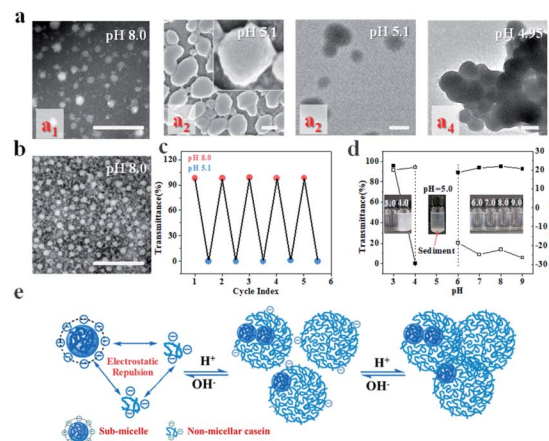 a
pH 8.0
a1
pH 5.1
a2
pH 5.1
a2
pH 4.95
a4
b
pH 8.0
c
Transmittance(%)
120
90
60
30
0
pH 8.0
pH 5.1
1 2 3 4 5 6
Cycle Index
d
Transmittance(%)
100
80
60
40
20
0
3.0 4.0
pH=5.0
Sediment
6.0 7.0 8.0 9.0
30
20
10
0
-10
-20
-30
3 4 5 6 7 8 9
pH
e
Electrostatic
Repulsion
H+
OH-
H+
OH-
Sub-micelle
Non-micellar casein